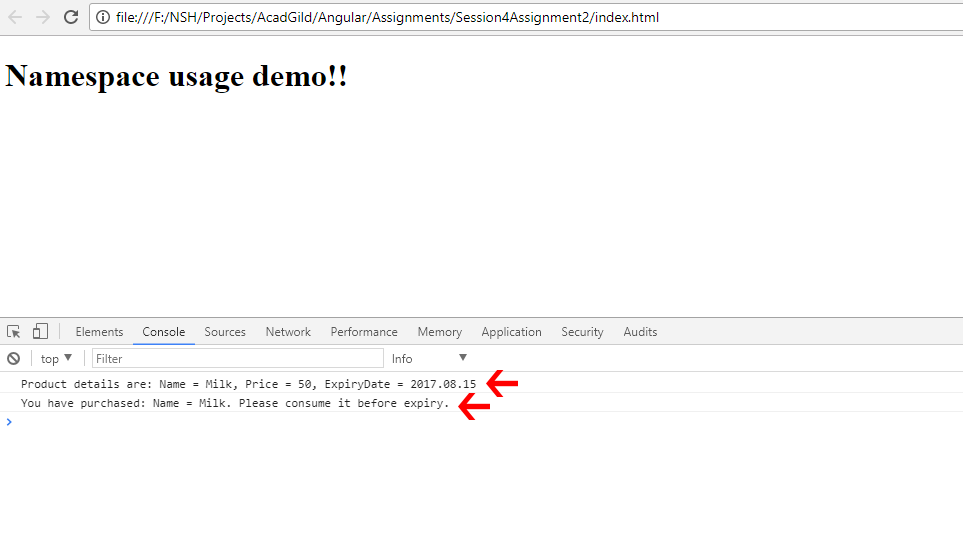 file:///F:/NSH/Projects/AcadGild/Angular/Assignments/Session4Assignment2/index.html
Namespace usage demo!!
Elements Console Sources Network Performance Memory Application Security Audits
top Filter Info
Product details are: Name = Milk, Price = 50, ExpiryDate = 2017.08.15
You have purchased: Name = Milk. Please consume it before expiry.